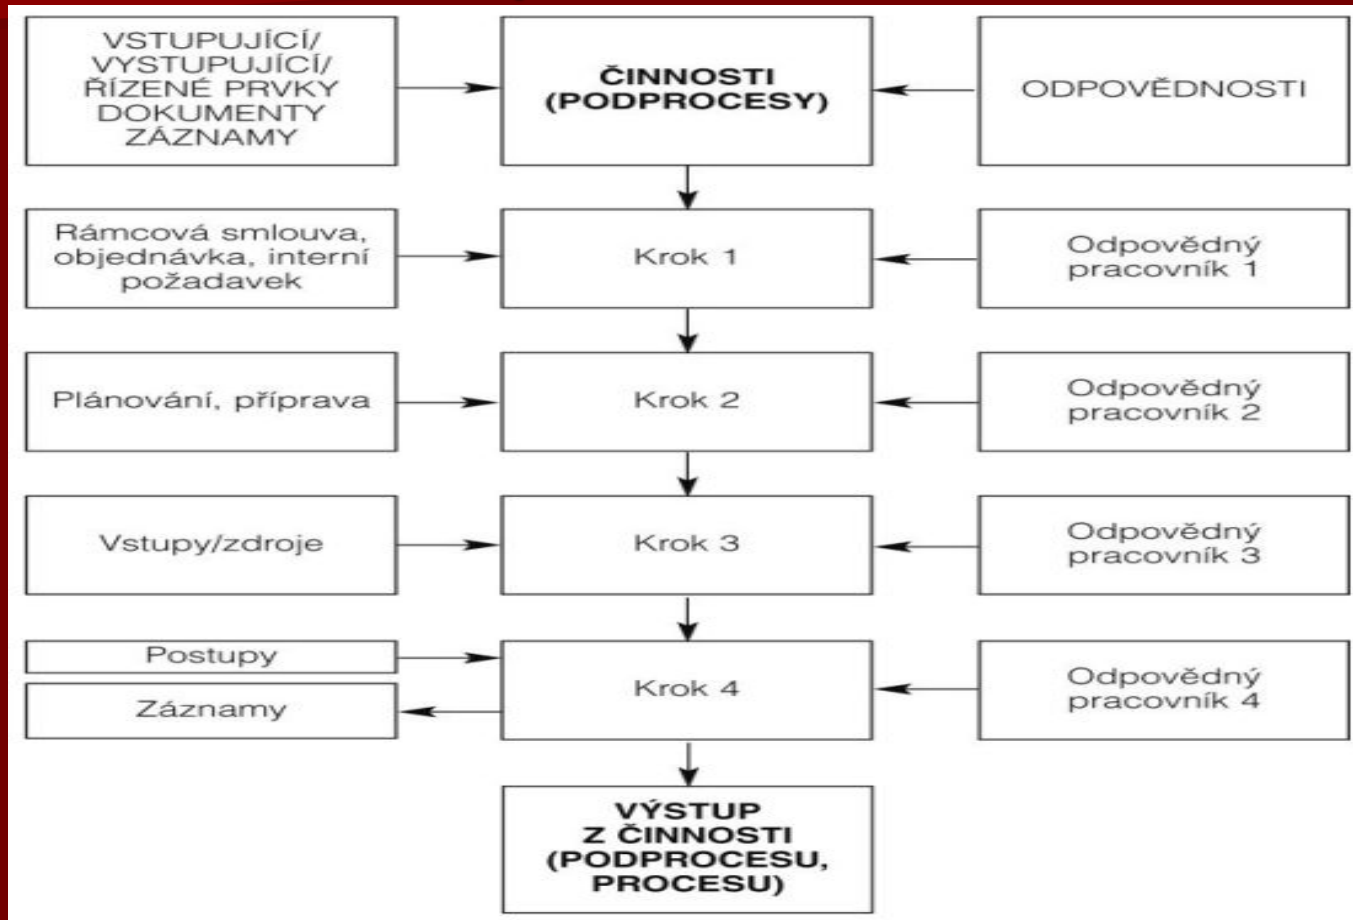 VSTUPUJÍCÍ/
VYSTUPUJÍCÍ/
ŘÍZENÉ PRVKY
DOKUMENTY
ZÁZNAMY
ČINNOSTI
(PODPROCESY)
ODPOVĚDNOSTI
Rámcová smlouva,
objednávka, interní
požadavek
Krok 1
Odpovědný
pracovník 1
Plánování, příprava
Krok 2
Odpovědný
pracovník 2
Vstupy/zdroje
Krok 3
Odpovědný
pracovník 3
Postupy
Záznamy
Krok 4
Odpovědný
pracovník 4
VÝSTUP
Z ČINNOSTI
(PODPROCESU,
PROCESU)